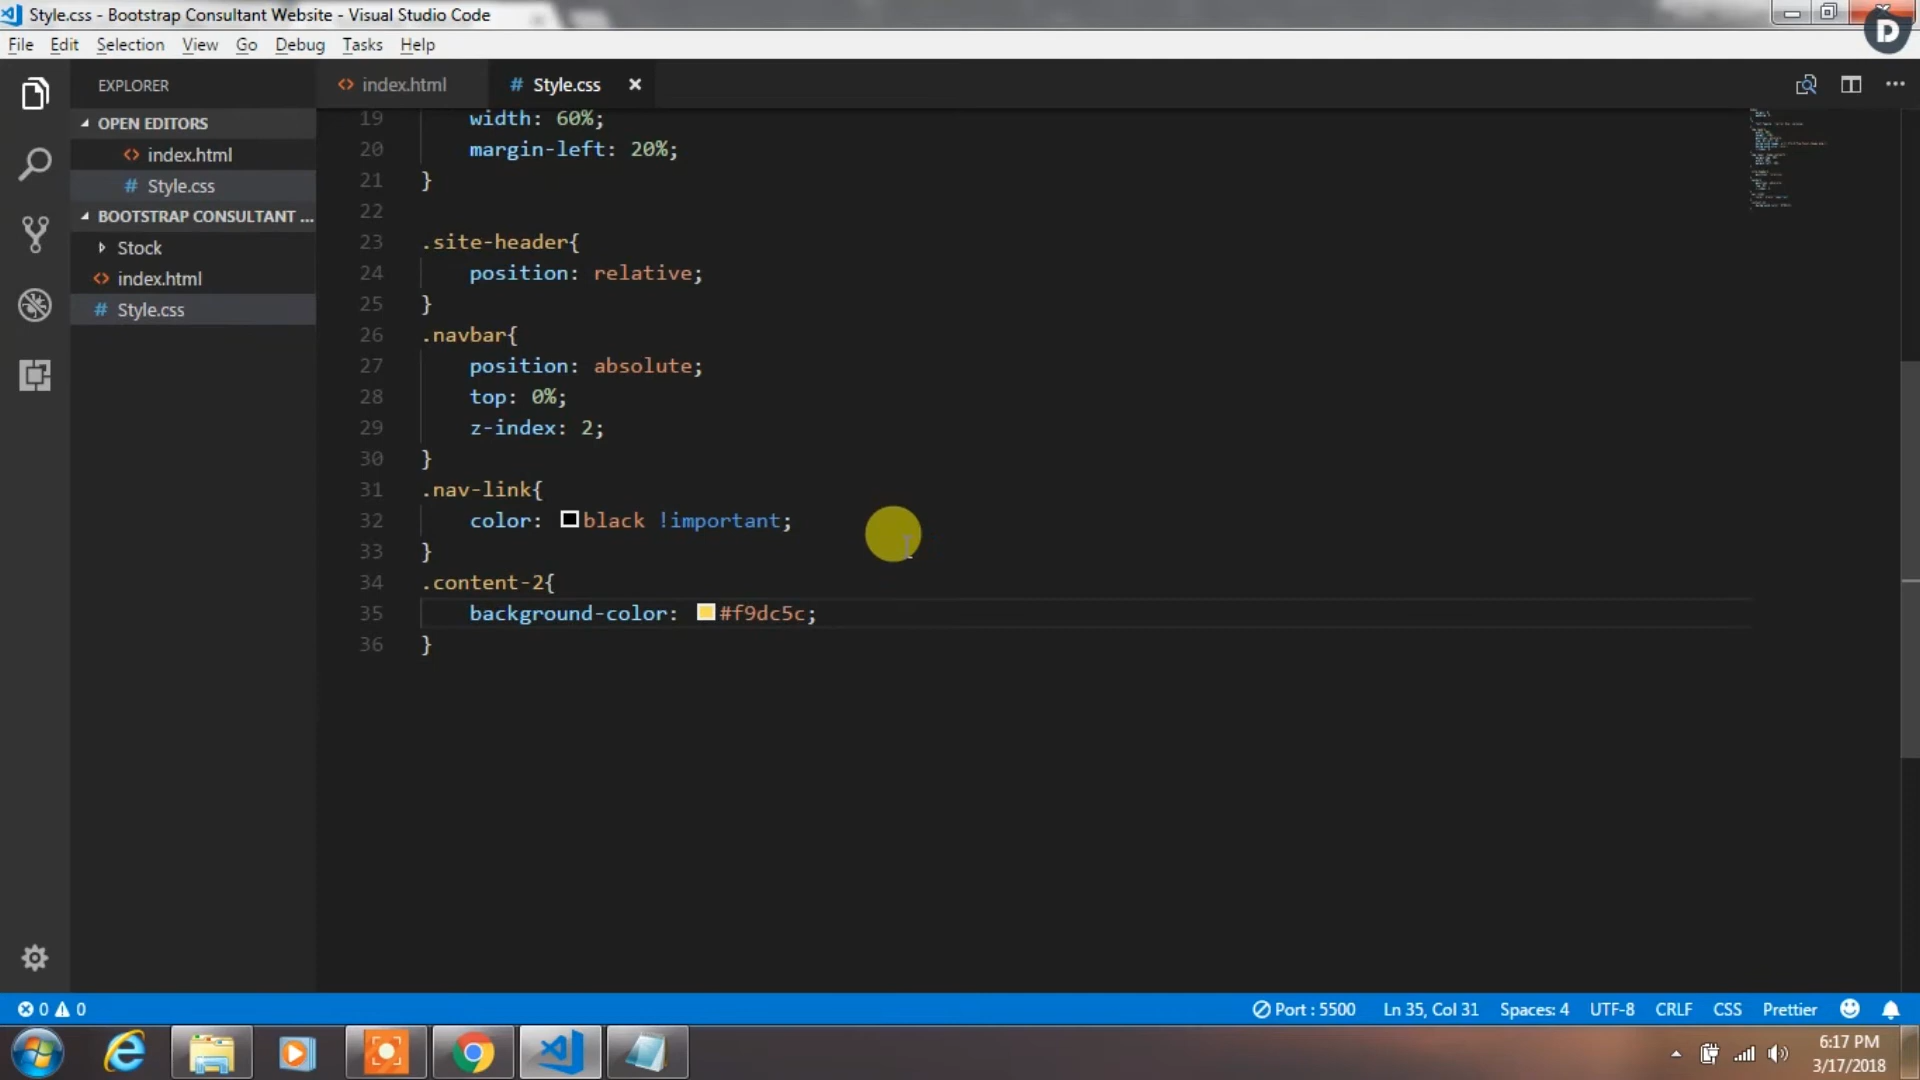 Style.css - Bootstrap Consultant Website - Visual Studio Code
D
File Edit Selection View Go Debug Tasks Help
EXPLORER
<> index.html
# Style.css ×
OPEN EDITORS
<> index.html
# Style.css
BOOTSTRAP CONSULTANT ...
Stock
<> index.html
# Style.css
19 width: 60%;
20 margin-left: 20%;
21 }
22
23 .site-header{
24 position: relative;
25 }
26 .navbar{
27 position: absolute;
28 top: 0%;
29 z-index: 2;
30 }
31 .nav-link{
32 color: black !important;
33 }
34 .content-2{
35 background-color: #f9dc5c;
36 }
0 0
Port : 5500
Ln 35, Col 31
Spaces: 4
UTF-8
CRLF
CSS
Prettier
6:17 PM
3/17/2018